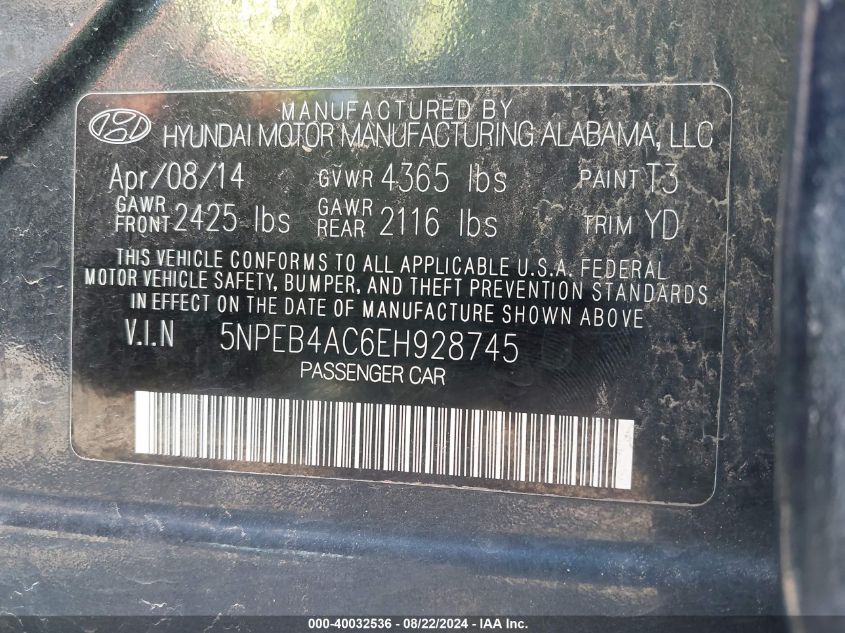 MANUFACTURED BY
HYUNDAI MOTOR MANUFACTURING ALABAMA, LLC
Apr/08/14 GVWR 4365 lbs PAINT T3
GAWR FRONT 2425 lbs GAWR REAR 2116 lbs TRIM YD
THIS VEHICLE CONFORMS TO ALL APPLICABLE U.S.A. FEDERAL
MOTOR VEHICLE SAFETY, BUMPER, AND THEFT PREVENTION STANDARDS
IN EFFECT ON THE DATE OF MANUFACTURE SHOWN ABOVE
V.I.N 5NPEB4AC6EH928745
PASSENGER CAR
000-40032536 - 08/22/2024 - IAA Inc.